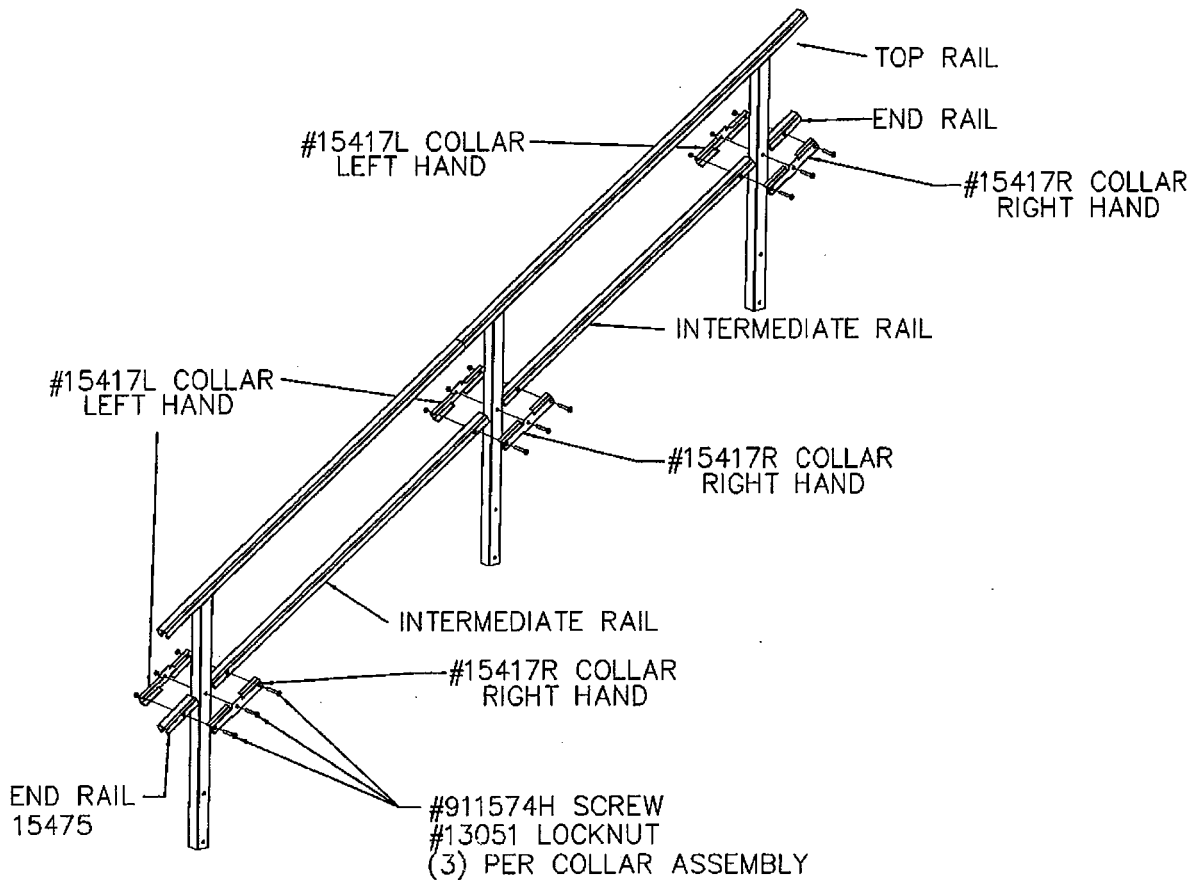 TOP RAIL
END RAIL
#15417L COLLAR
LEFT HAND
#15417R COLLAR
RIGHT HAND
INTERMEDIATE RAIL
#15417L COLLAR
LEFT HAND
#15417R COLLAR
RIGHT HAND
INTERMEDIATE RAIL
#15417R COLLAR
RIGHT HAND
END RAIL
15475
#911574H SCREW
#13051 LOCKNUT
(3) PER COLLAR ASSEMBLY